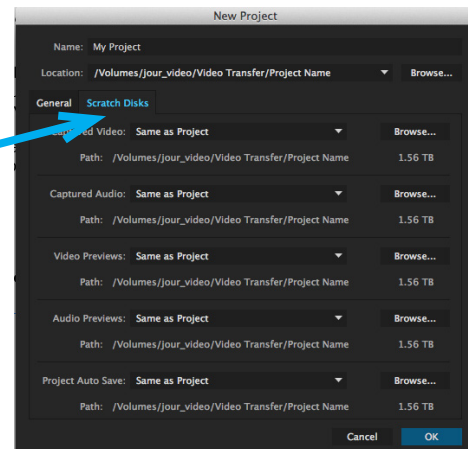 New Project
Name: My Project
Location: /Volumes/jour_video/Video Transfer/Project Name Browse...
General Scratch Disks
Video: Same as Project Browse...
Path: /Volumes/jour_video/Video Transfer/Project Name 1.56 TB
Captured Audio: Same as Project Browse...
Path: /Volumes/jour_video/Video Transfer/Project Name 1.56 TB
Video Previews: Same as Project Browse...
Path: /Volumes/jour_video/Video Transfer/Project Name 1.56 TB
Audio Previews: Same as Project Browse...
Path: /Volumes/jour_video/Video Transfer/Project Name 1.56 TB
Project Auto Save: Same as Project Browse...
Path: /Volumes/jour_video/Video Transfer/Project Name 1.56 TB
Cancel OK